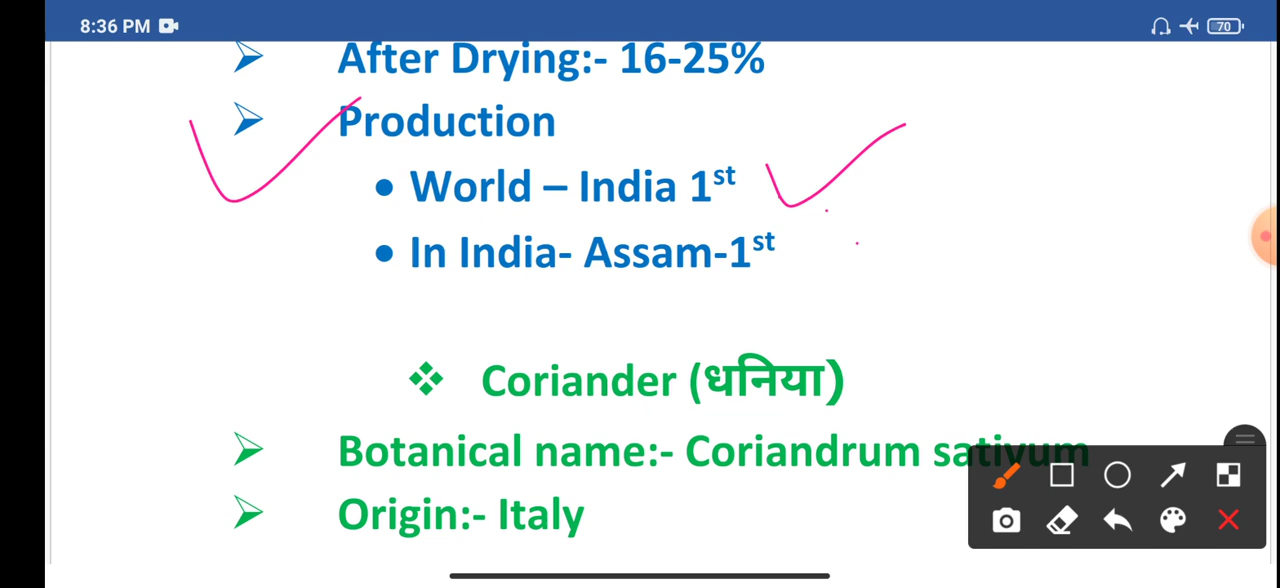 8:36 PM
70
After Drying:- 16-25%
Production
World – India 1st
In India- Assam-1st
Coriander (धनिया)
Botanical name:- Coriandrum sativum
Origin:- Italy